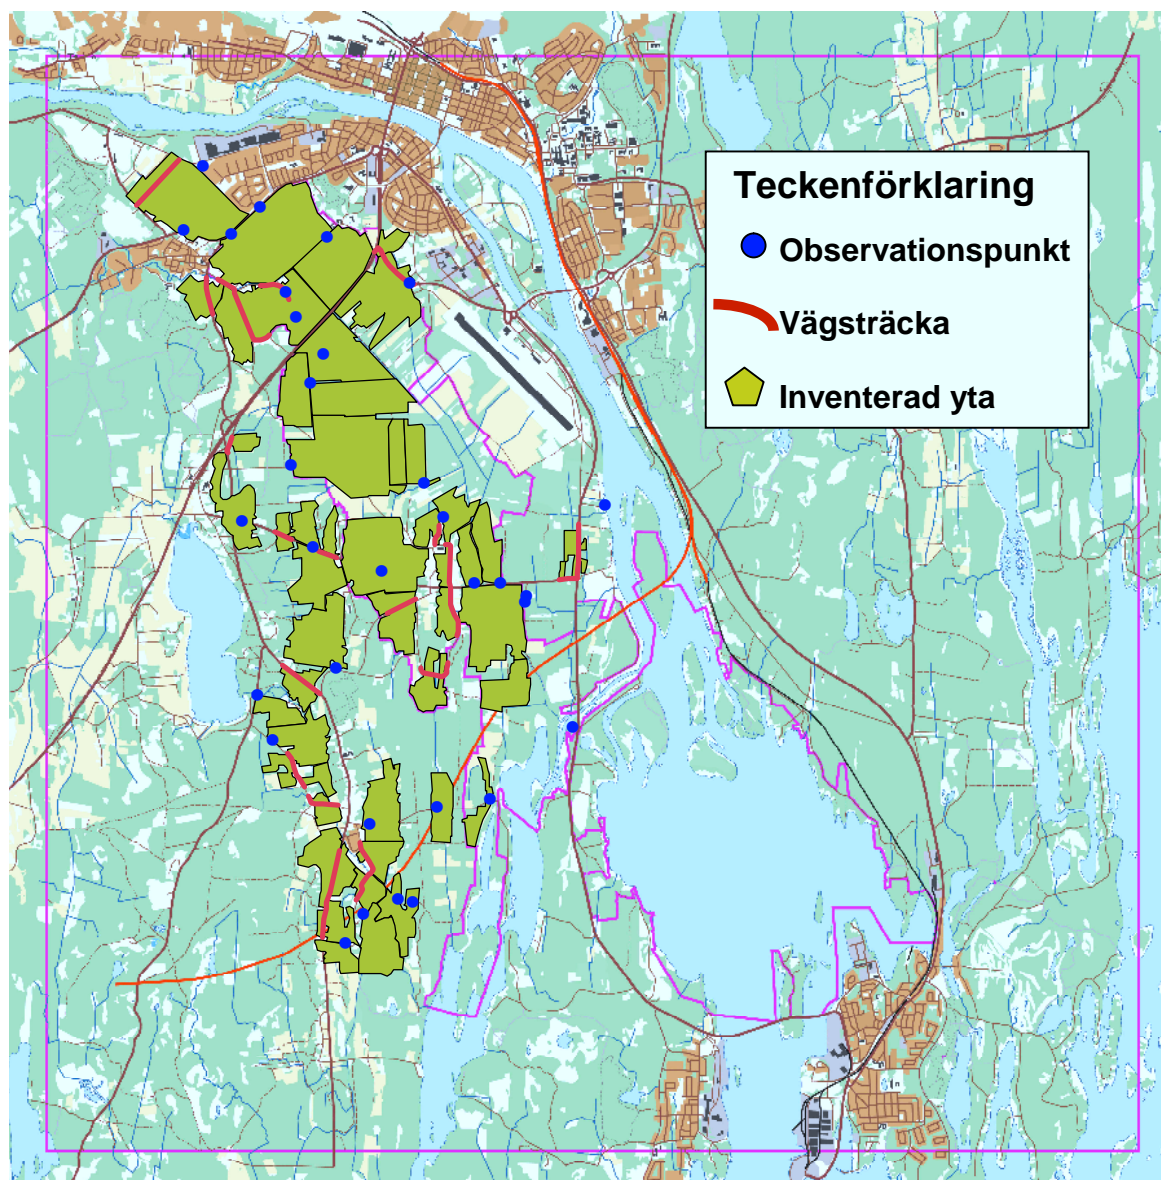 Teckenförklaring
Observationspunkt
Vägsträcka
Inventerad yta